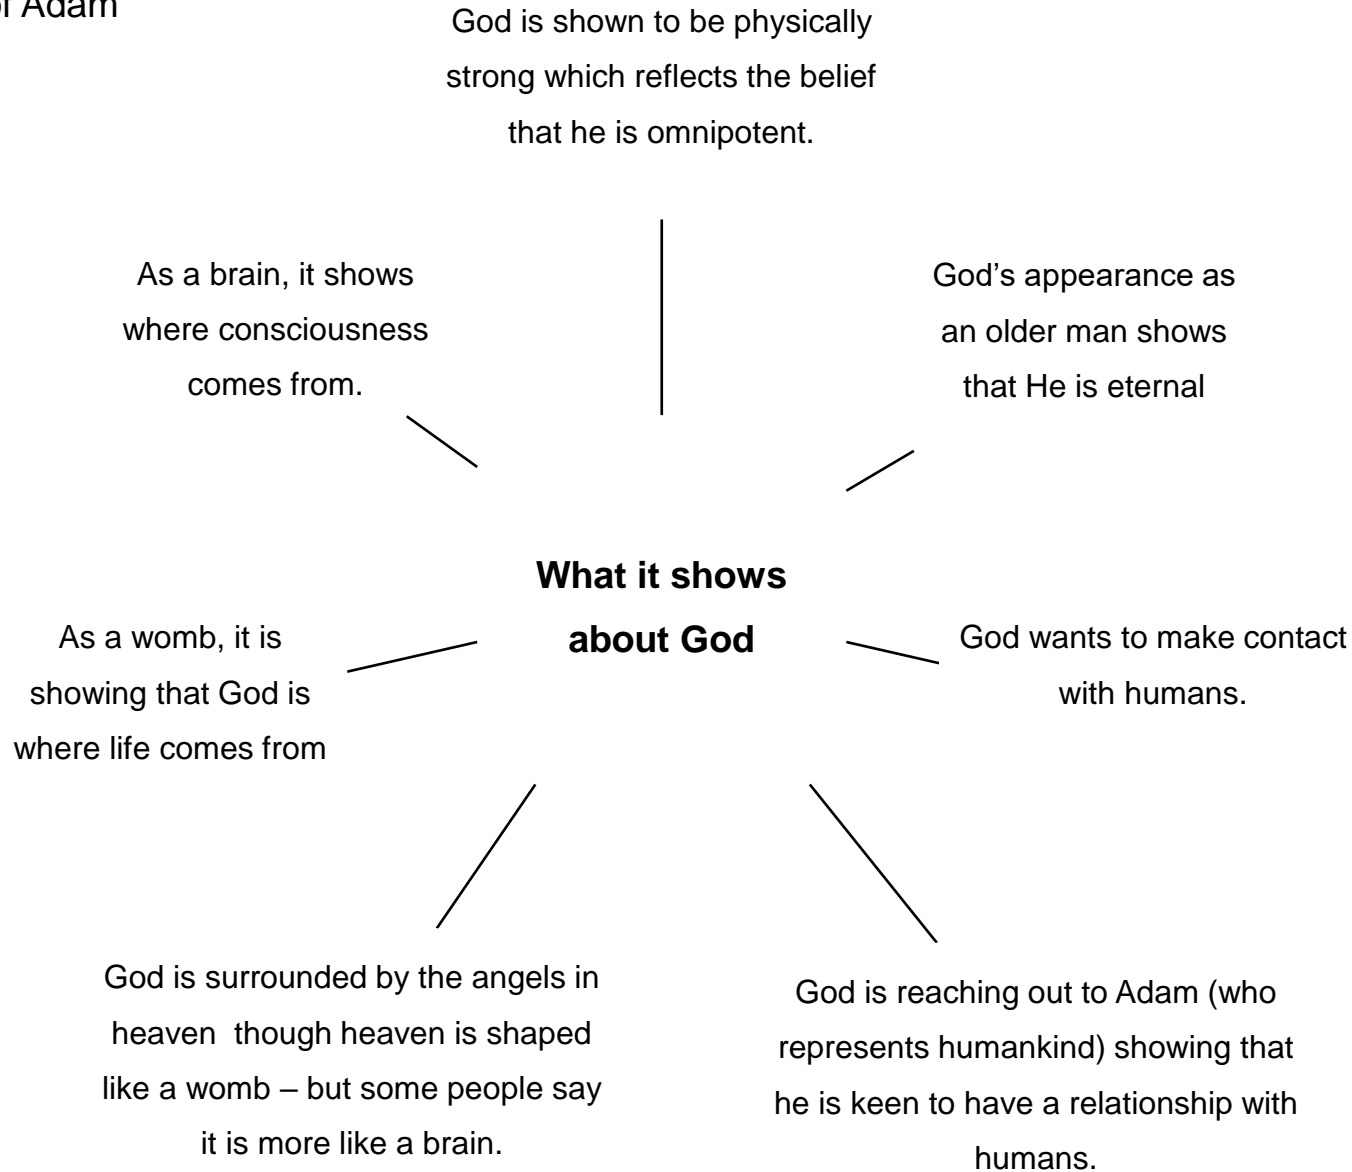 of Adam
God is shown to be physically
strong which reflects the belief
that he is omnipotent.
As a brain, it shows
where consciousness
comes from.
God’s appearance as
an older man shows
that He is eternal
What it shows
about God
As a womb, it is
showing that God is
where life comes from
God wants to make contact
with humans.
God is surrounded by the angels in
heaven  though heaven is shaped
like a womb – but some people say
it is more like a brain.
God is reaching out to Adam (who
represents humankind) showing that
he is keen to have a relationship with
humans.